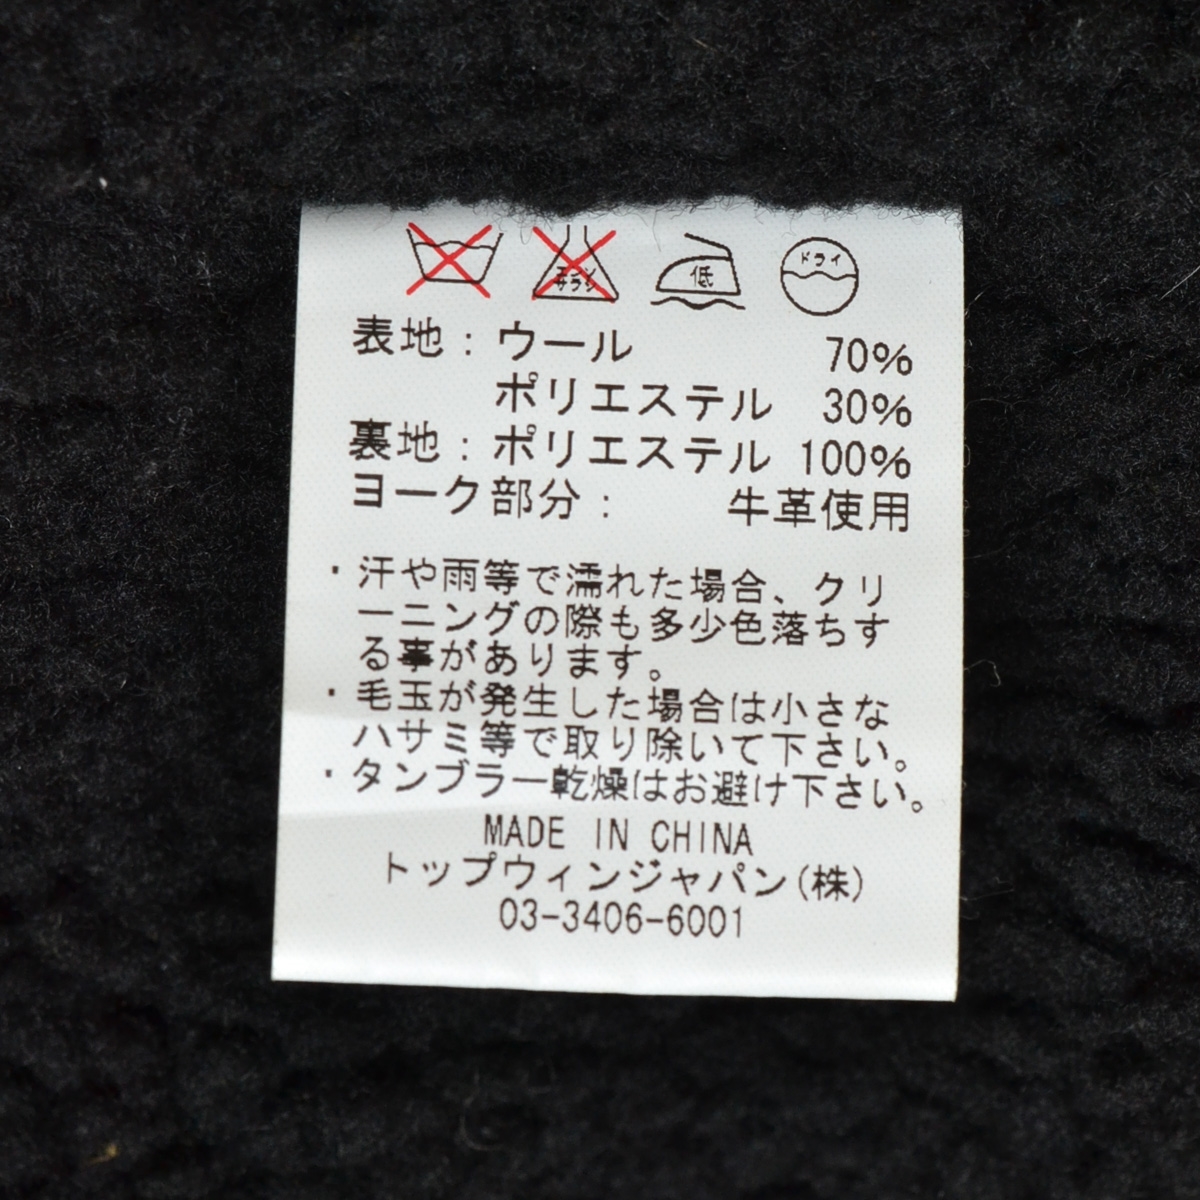 エンソ
サラシ
低
ドライ
表地：ウール 70%
ポリエステル 30%
裏地：ポリエステル 100%
ヨーク部分： 牛革使用
・汗や雨等で濡れた場合、クリ
ーニングの際も多少色落ちす
る事があります。
・毛玉が発生した場合は小さな
ハサミ等で取り除いて下さい。
・タンブラー乾燥はお避け下さい。
MADE IN CHINA
トップウィンジャパン(株)
03-3406-6001